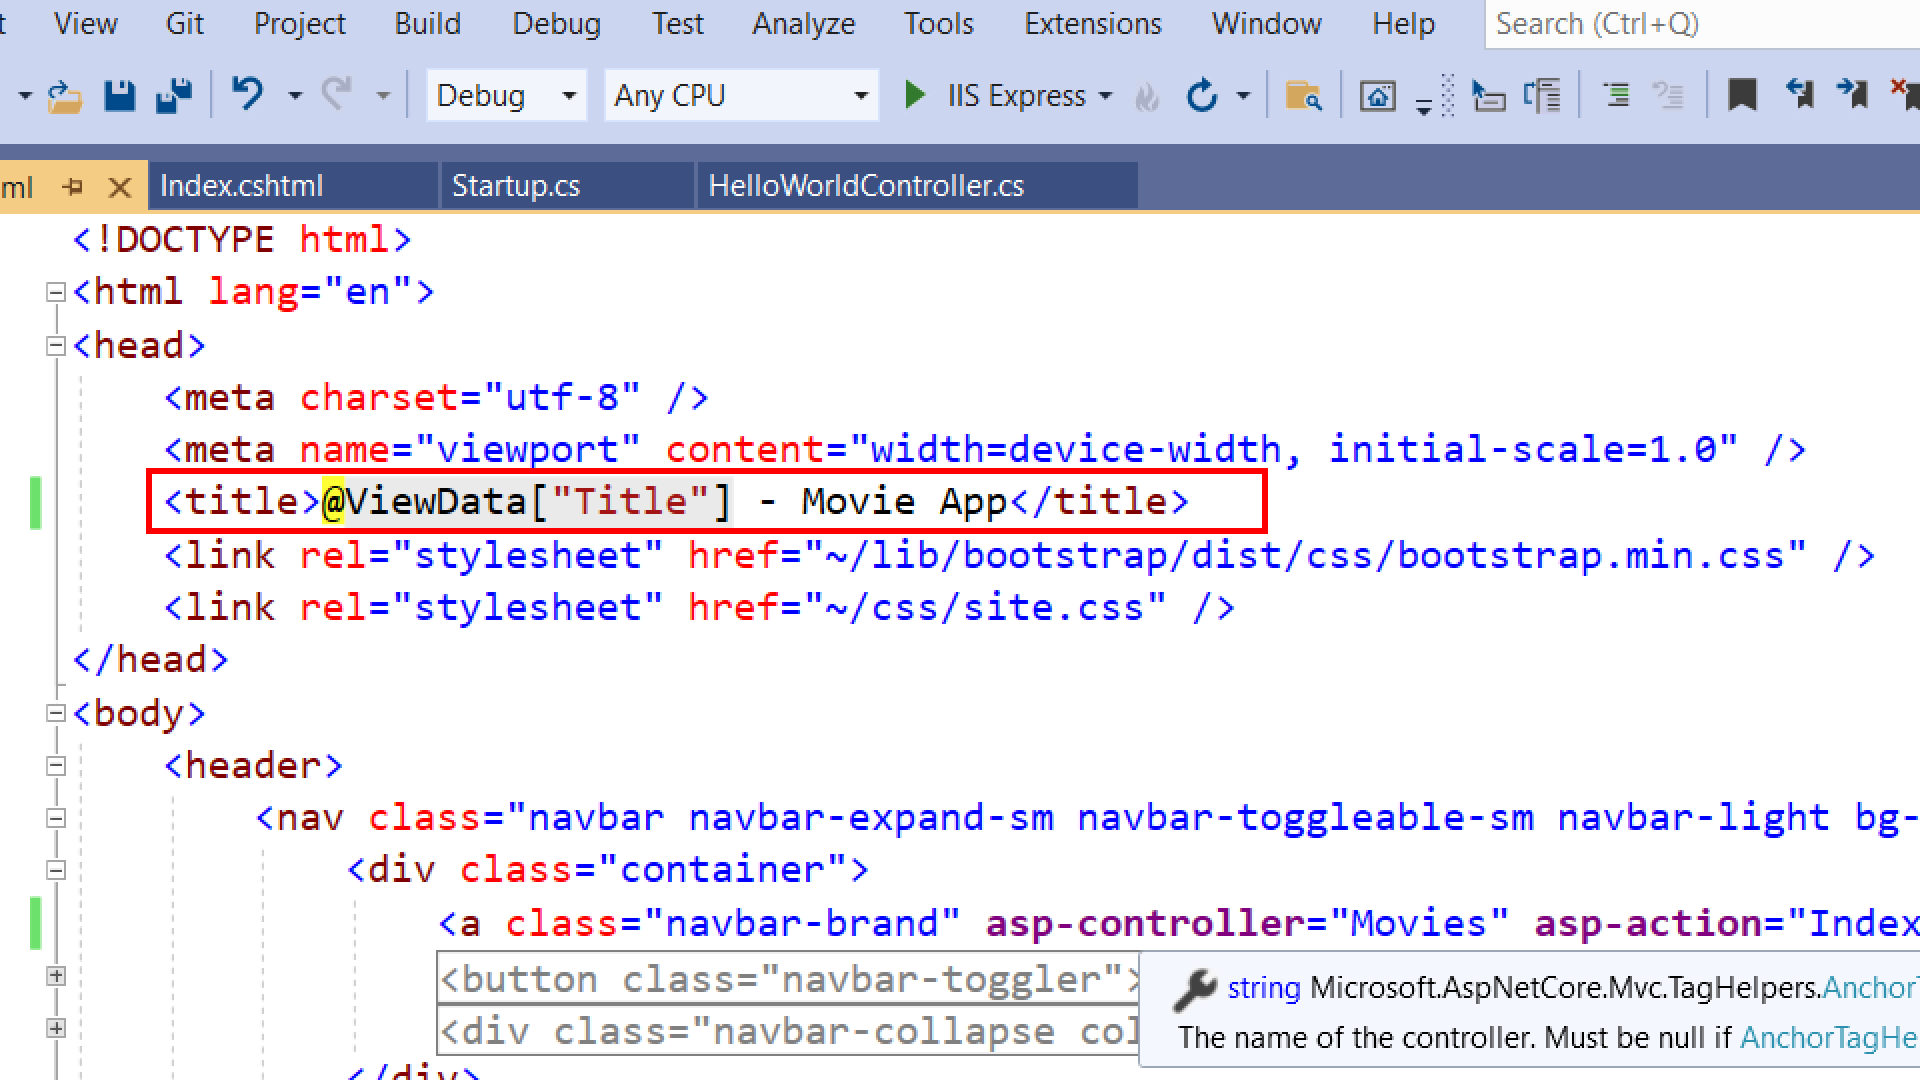 View Git Project Build Debug Test Analyze Tools Extensions Window Help Search (Ctrl+Q)
Debug Any CPU IIS Express
ml Index.cshtml Startup.cs HelloWorldController.cs
<!DOCTYPE html>
<html lang="en">
<head>
<meta charset="utf-8" />
<meta name="viewport" content="width=device-width, initial-scale=1.0" />
<title>@ViewData["Title"] - Movie App</title>
<link rel="stylesheet" href="~/lib/bootstrap/dist/css/bootstrap.min.css" />
<link rel="stylesheet" href="~/css/site.css" />
</head>
<body>
<header>
<nav class="navbar navbar-expand-sm navbar-toggleable-sm navbar-light bg-
<div class="container">
<a class="navbar-brand" asp-controller="Movies" asp-action="Index
<button class="navbar-toggler">
string Microsoft.AspNetCore.Mvc.TagHelpers.Anchor
<div class="navbar-collapse col
The name of the controller. Must be null if AnchorTagHe
</div>